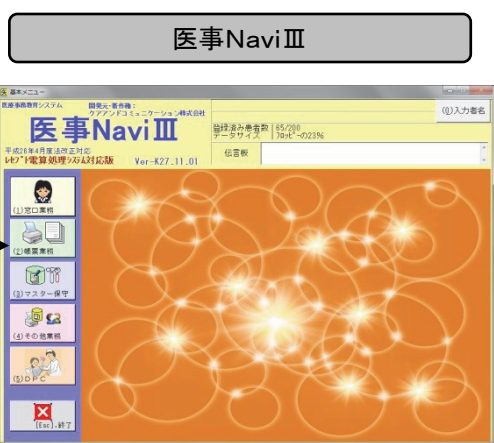 医事NaviⅢ
基本メニュー
医療事務教育システム
開発元・著作権：
ケアアンドコミュニケーション株式会社
医事NaviⅢ
平成26年4月度法改正対応
ﾚｾﾌﾟﾄ電算処理ｼｽﾃﾑ対応版 Ver-K27.11.01
(0)入力者名
登録済み患者数 65/200
データサイズ ﾌﾛｯﾋﾟｰの23%
伝言板
(1)窓口業務
(2)帳票業務
(3)マスター保守
(4)その他業務
(5)DPC
[Esc].終了